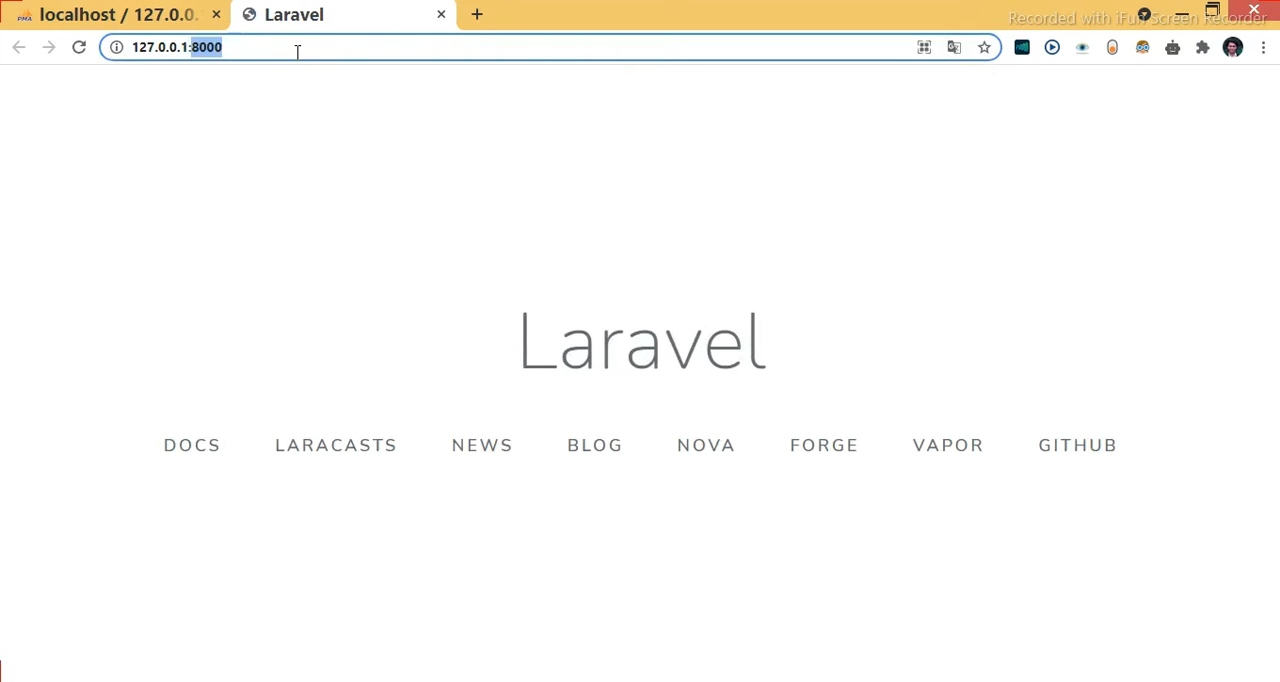 localhost / 127.0.0.
Laravel
Recorded with iFun Screen Recorder
127.0.0.1:8000
Laravel
DOCS LARACASTS NEWS BLOG NOVA FORGE VAPOR GITHUB